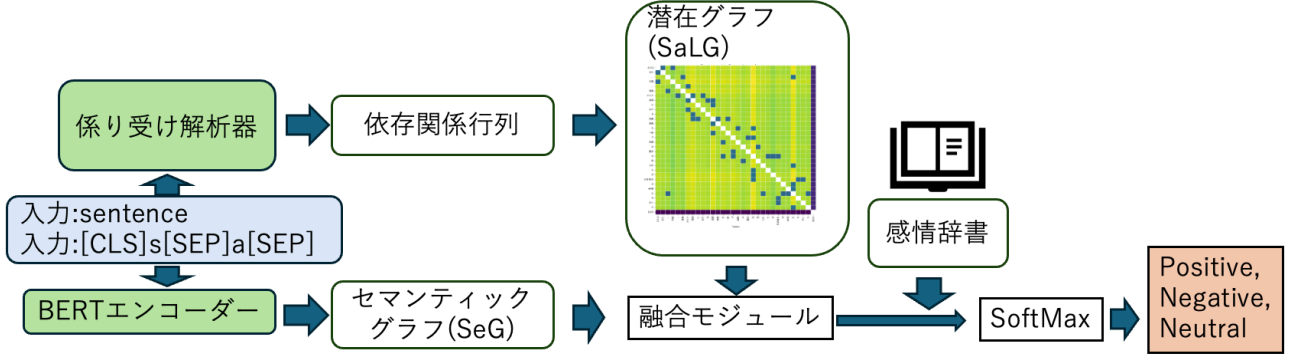 潜在グラフ
(SaLG)
係り受け解析器
依存関係行列
入力:sentence
入力:[CLS]s[SEP]a[SEP]
感情辞書
BERTエンコーダー
セマンティック
グラフ(SeG)
融合モジュール
SoftMax
Positive,
Negative,
Neutral